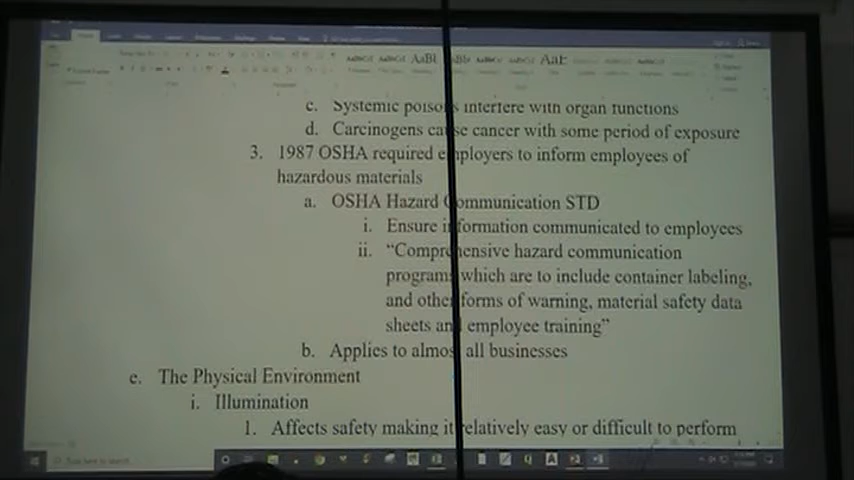 c. Systemic poisons interfere with organ functions
d. Carcinogens cause cancer with some period of exposure
3. 1987 OSHA required employers to inform employees of
hazardous materials
a. OSHA Hazard Communication STD
i. Ensure information communicated to employees
ii. “Comprehensive hazard communication
programs which are to include container labeling,
and other forms of warning, material safety data
sheets and employee training”
b. Applies to almost all businesses
e. The Physical Environment
i. Illumination
1. Affects safety making it relatively easy or difficult to perform
Type here to search